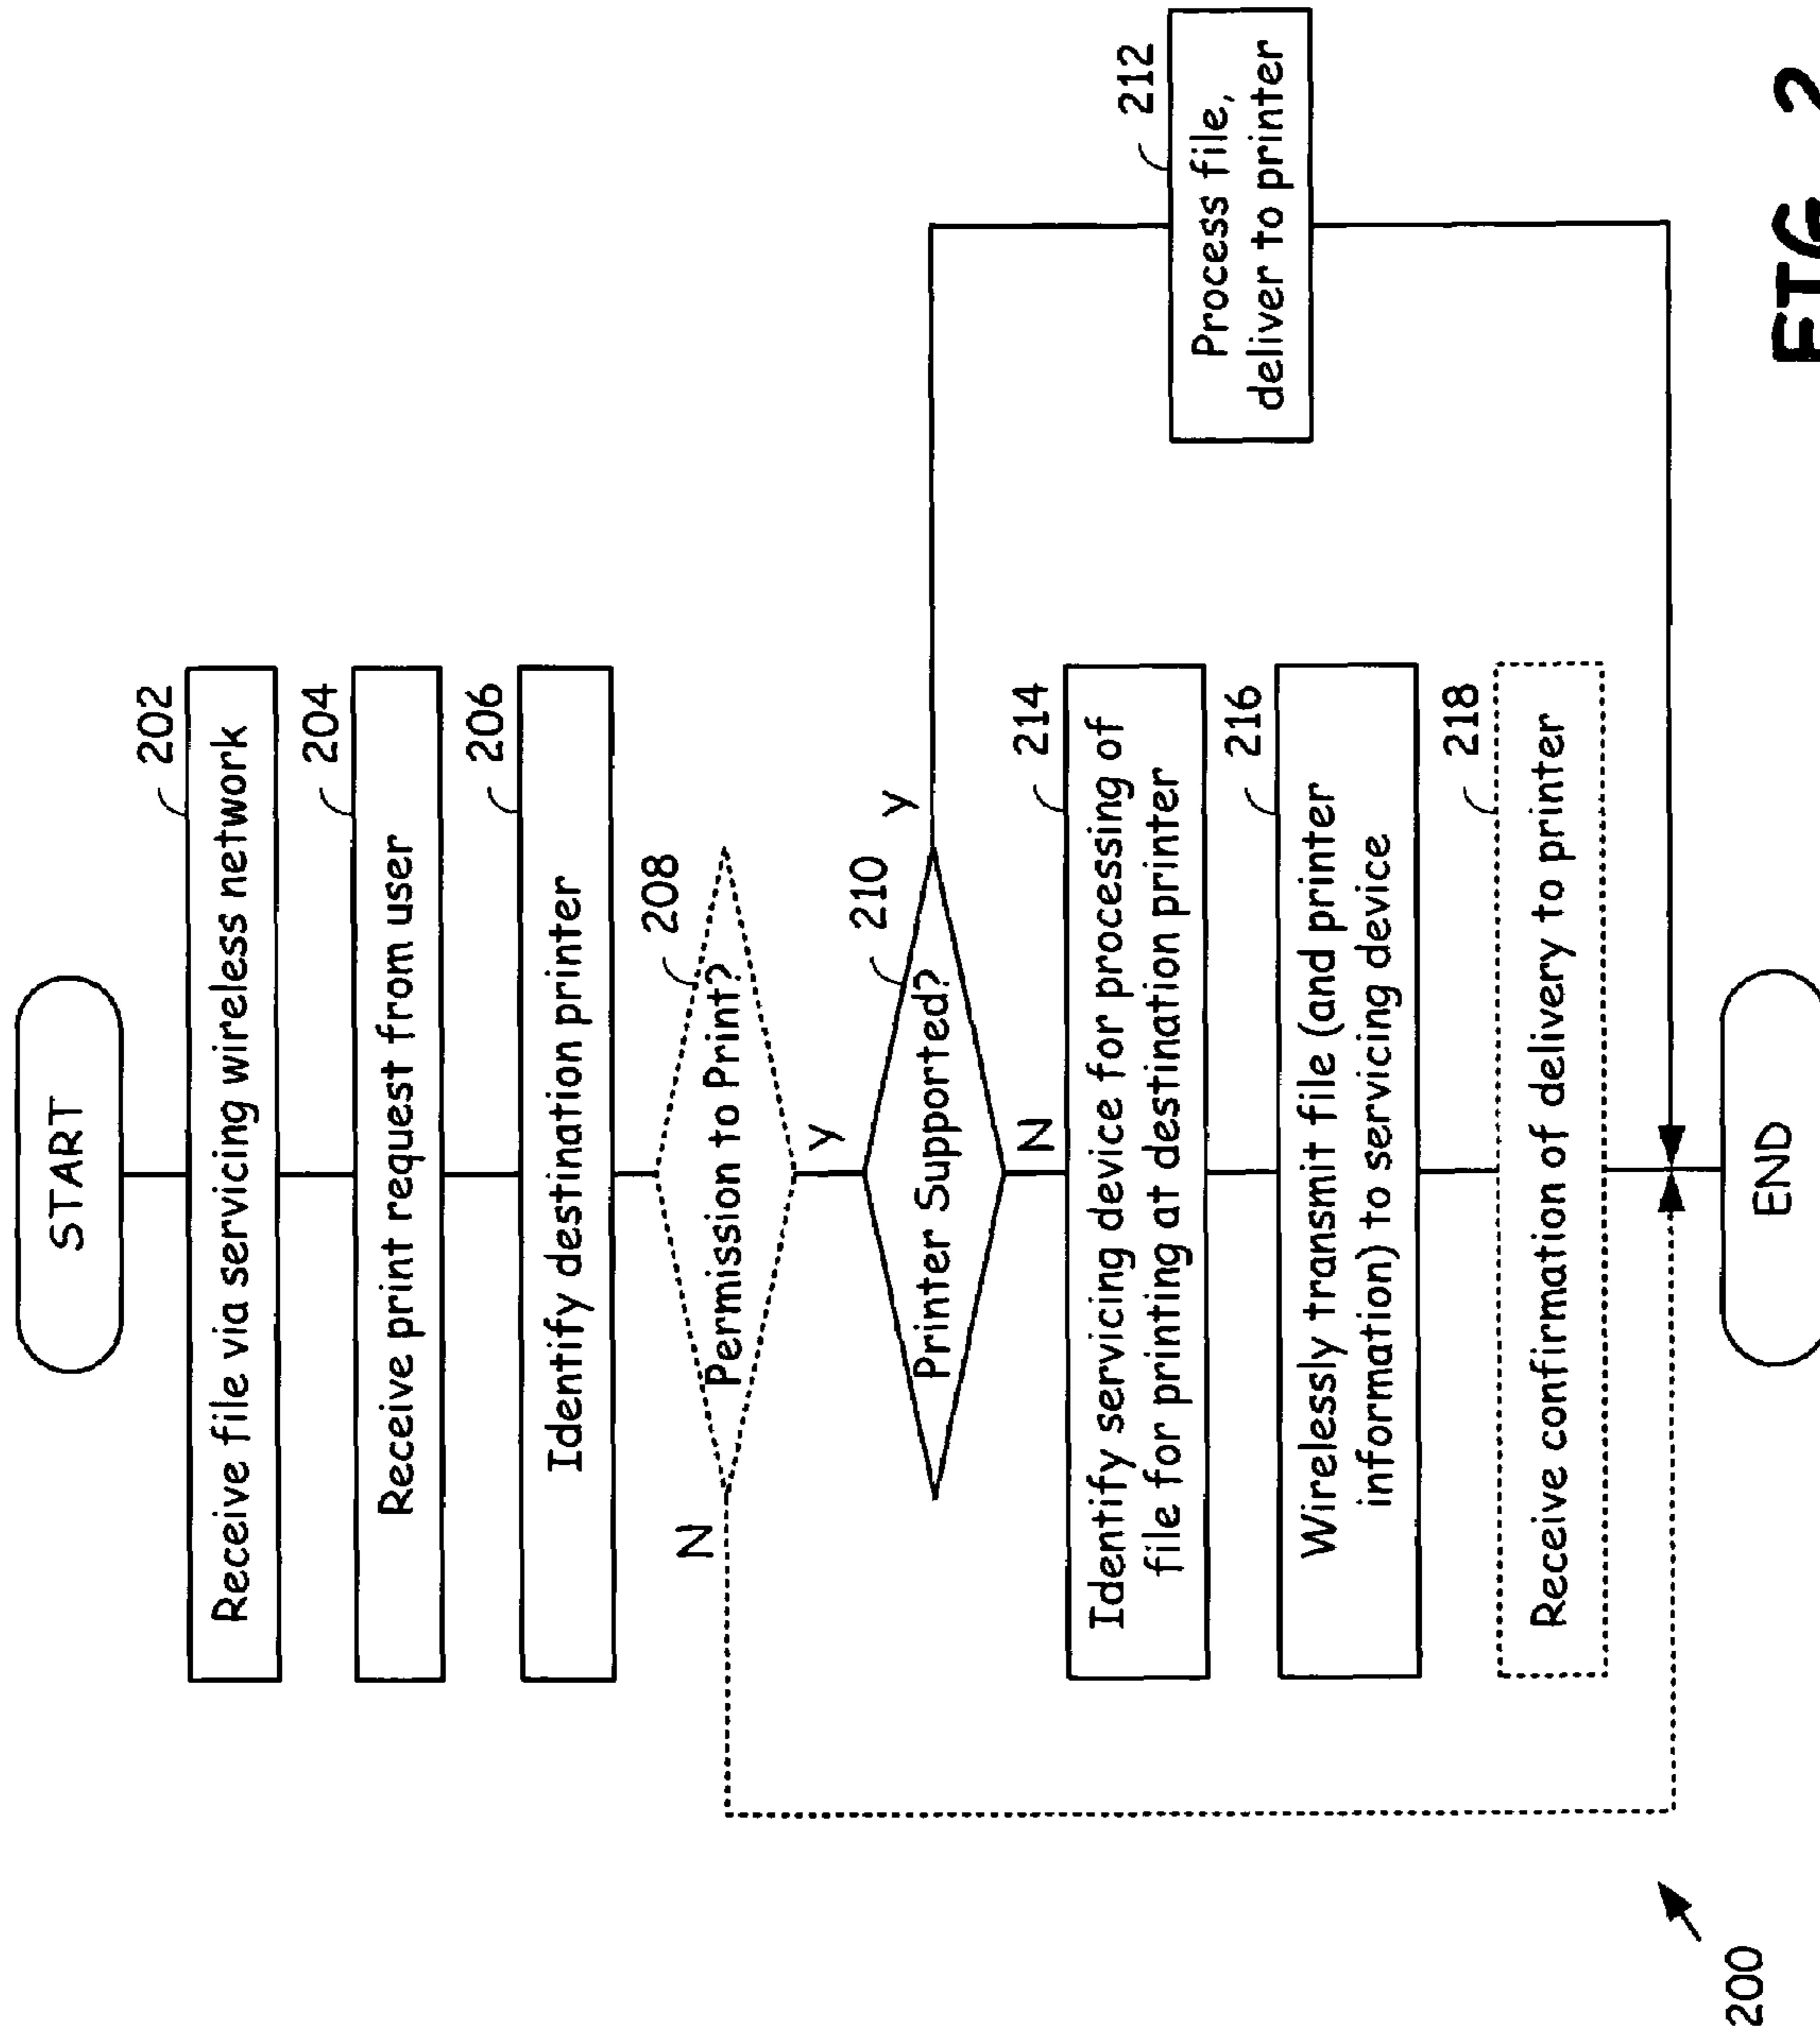 START
202
Receive file via servicing wireless network
204
Receive print request from user
206
Identify destination printer
208
Permission to Print?
N
Y
210
Printer Supported?
Y
N
212
Process file,
deliver to printer
214
Identify servicing device for processing of
file for printing at destination printer
216
Wirelessly transmit file (and printer
information) to servicing device
218
Receive confirmation of delivery to printer
END
200
FIG. 2